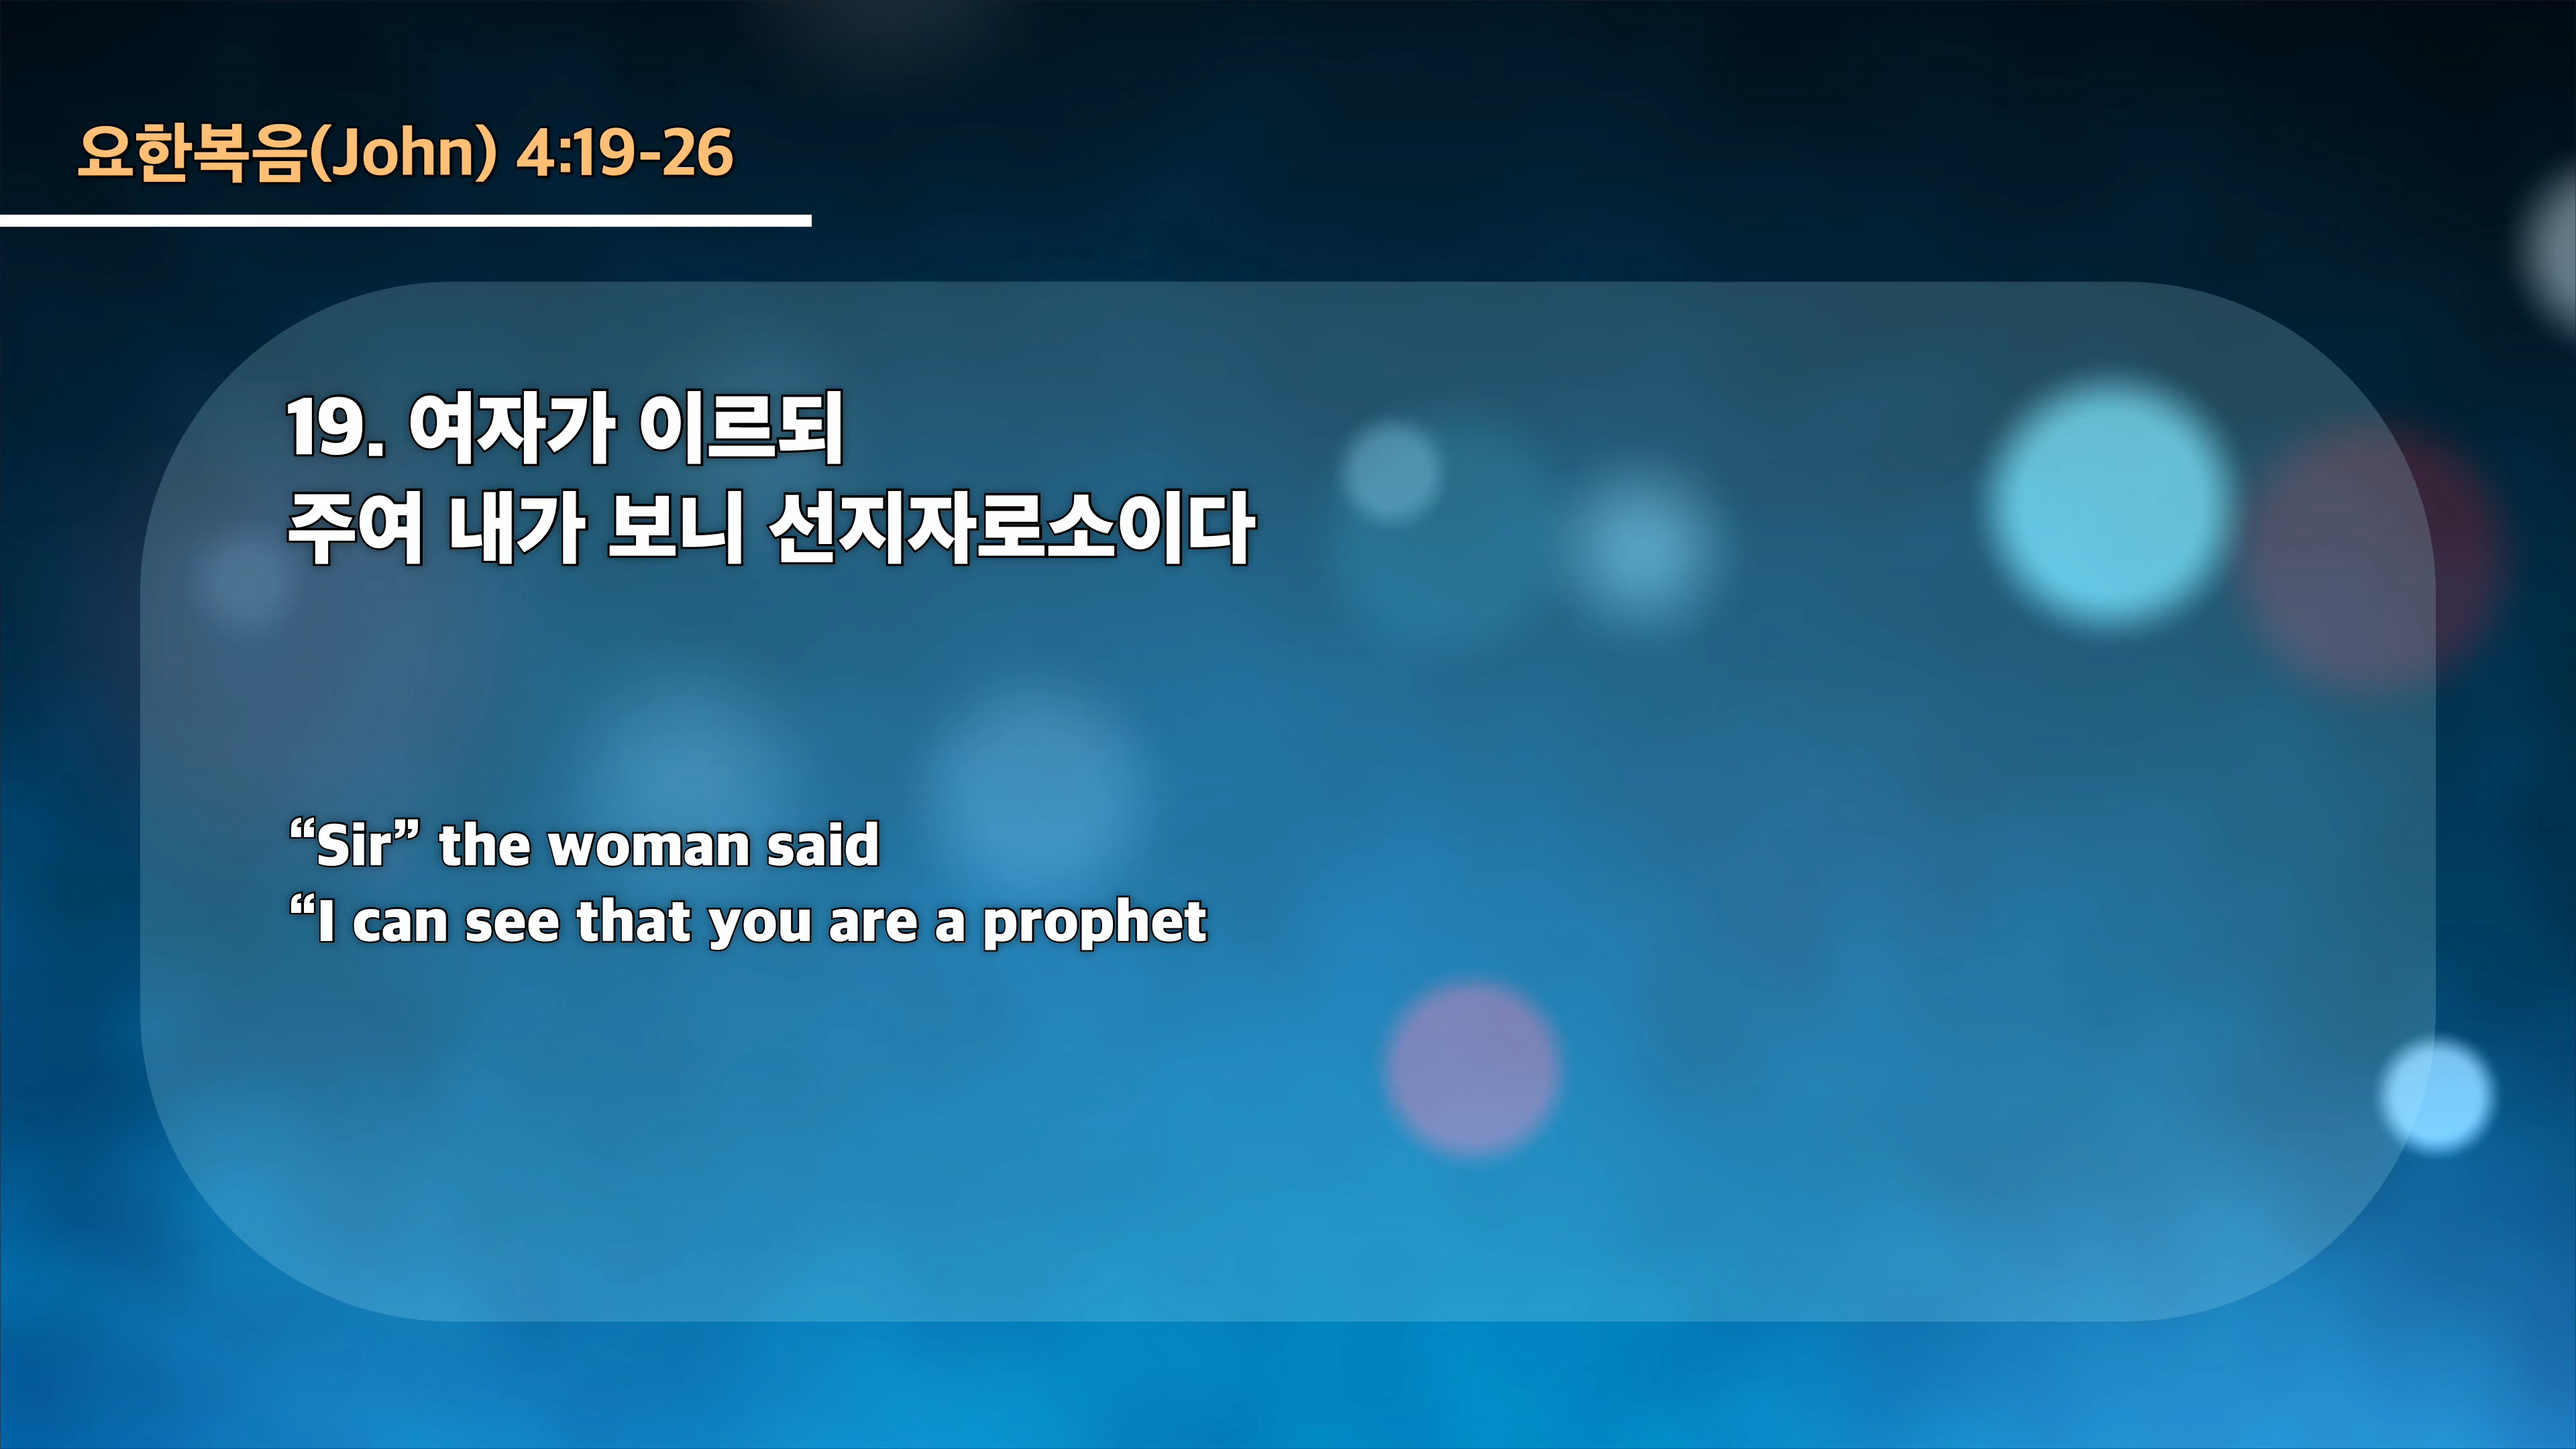 요한복음(John) 4:19-26
19. 여자가 이르되
주여 내가 보니 선지자로소이다
“Sir” the woman said
“I can see that you are a prophet